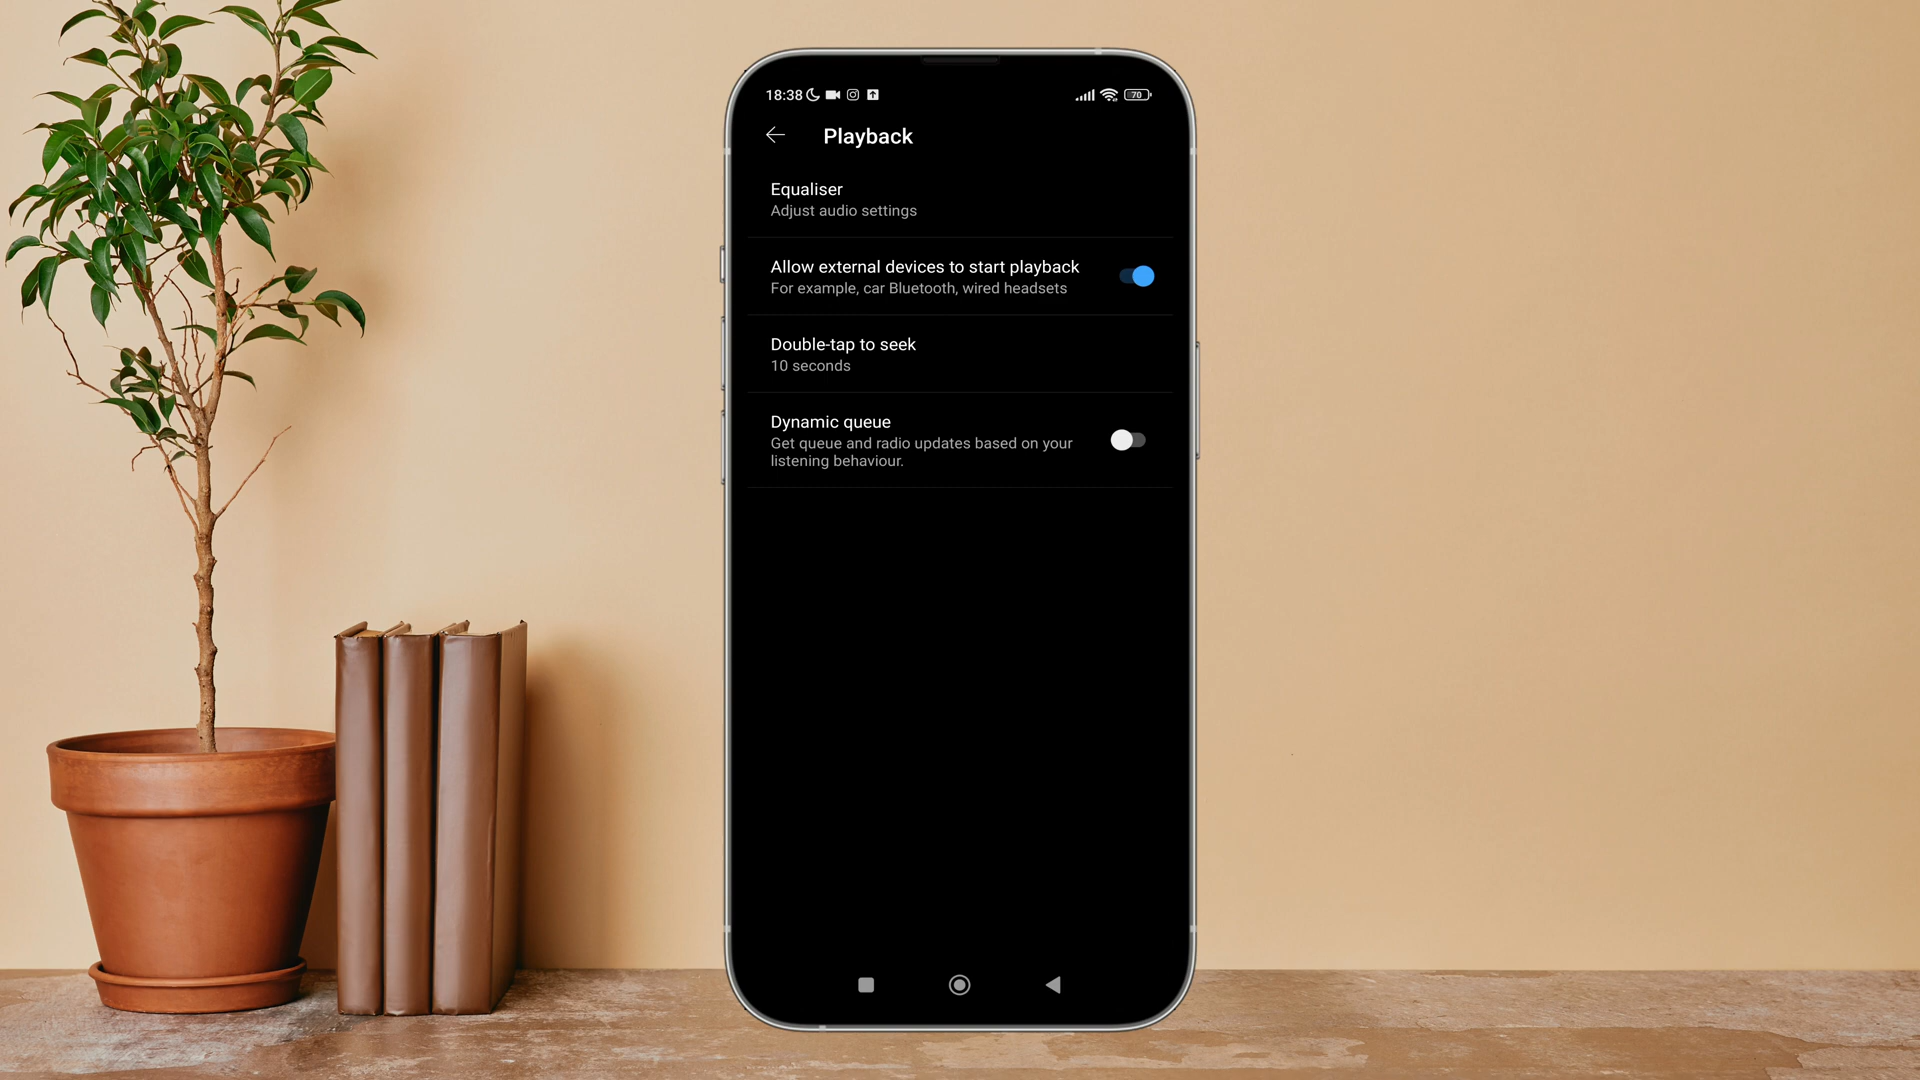 18:38
70
Playback
Equaliser
Adjust audio settings
Allow external devices to start playback
For example, car Bluetooth, wired headsets
Double-tap to seek
10 seconds
Dynamic queue
Get queue and radio updates based on your
listening behaviour.